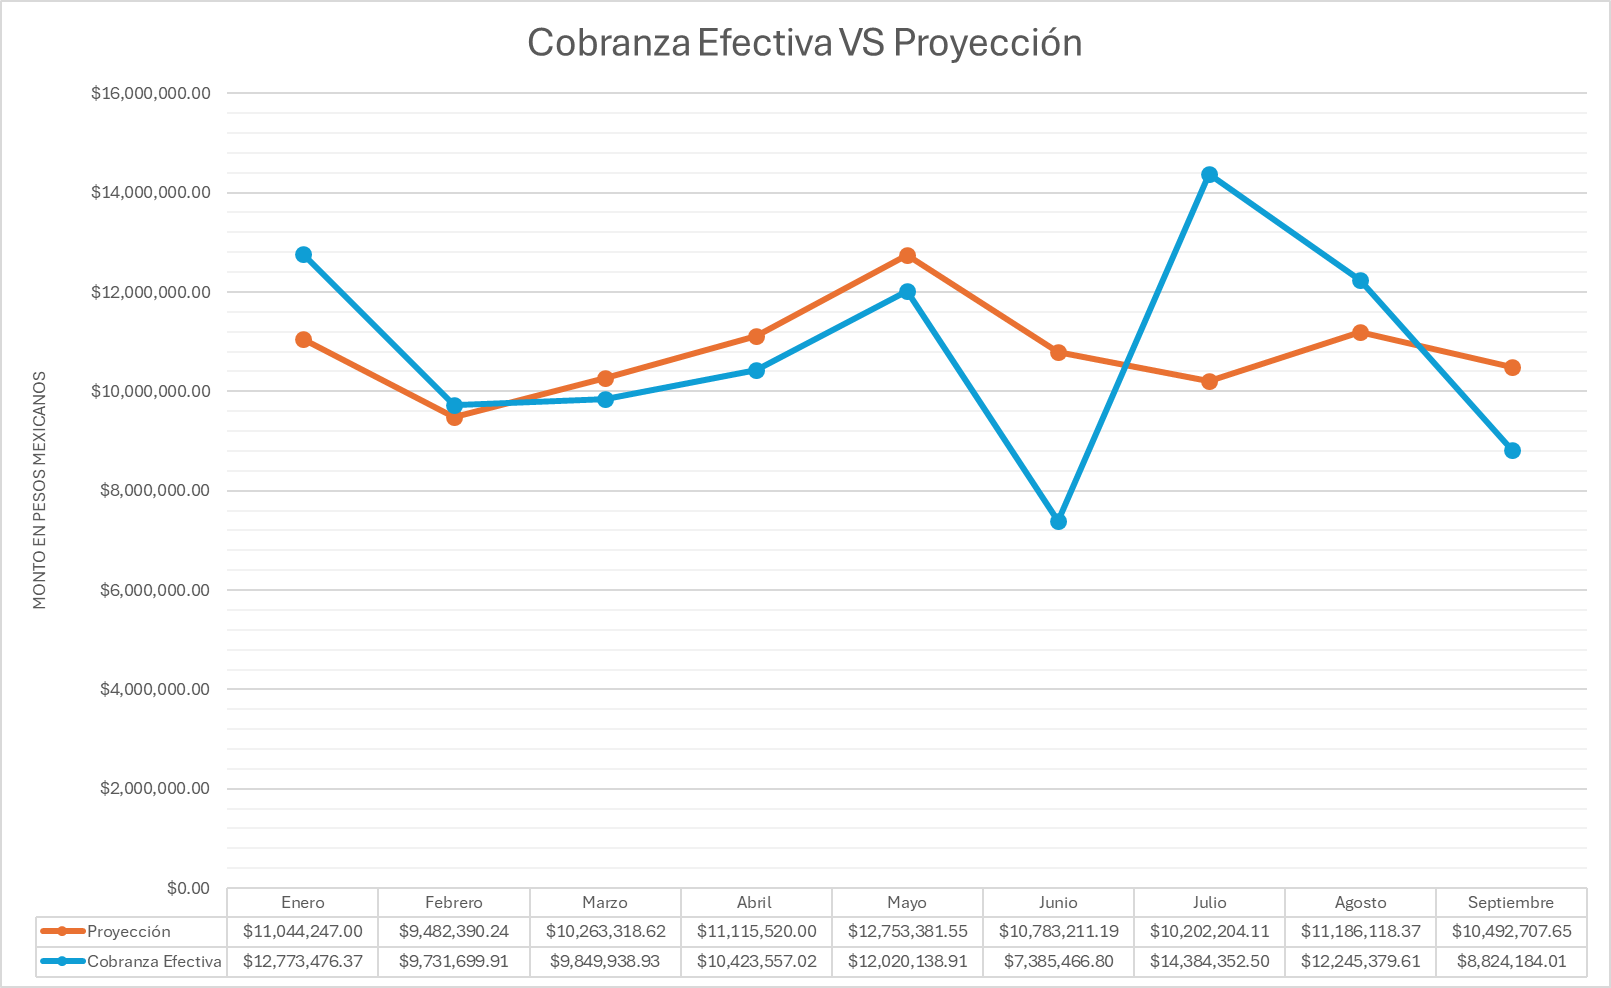 Cobranza Efectiva VS Proyección
$16,000,000.00
$14,000,000.00
$12,000,000.00
$10,000,000.00
$8,000,000.00
$6,000,000.00
$4,000,000.00
$2,000,000.00
$0.00
MONTO EN PESOS MEXICANOS
Enero Febrero Marzo Abril Mayo Junio Julio Agosto Septiembre
Proyección $11,044,247.00 $9,482,390.24 $10,263,318.62 $11,115,520.00 $12,753,381.55 $10,783,211.19 $10,202,204.11 $11,186,118.37 $10,492,707.65
Cobranza Efectiva $12,773,476.37 $9,731,699.91 $9,849,938.93 $10,423,557.02 $12,020,138.91 $7,385,466.80 $14,384,352.50 $12,245,379.61 $8,824,184.01